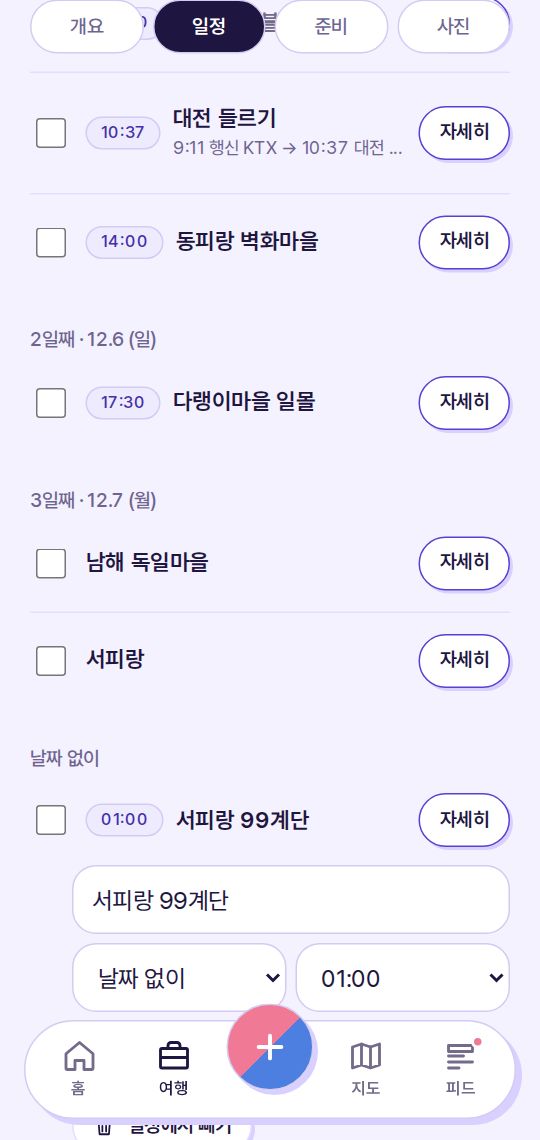 개요
일정
준비
사진
10:37
대전 들르기
9:11 행신 KTX → 10:37 대전 ...
자세히
14:00
동피랑 벽화마을
자세히
2일째 · 12.6 (일)
17:30
다랭이마을 일몰
자세히
3일째 · 12.7 (월)
남해 독일마을
자세히
서피랑
자세히
날짜 없이
01:00
서피랑 99계단
자세히
서피랑 99계단
날짜 없이
01:00
홈
여행
지도
피드
일정에서 빼기